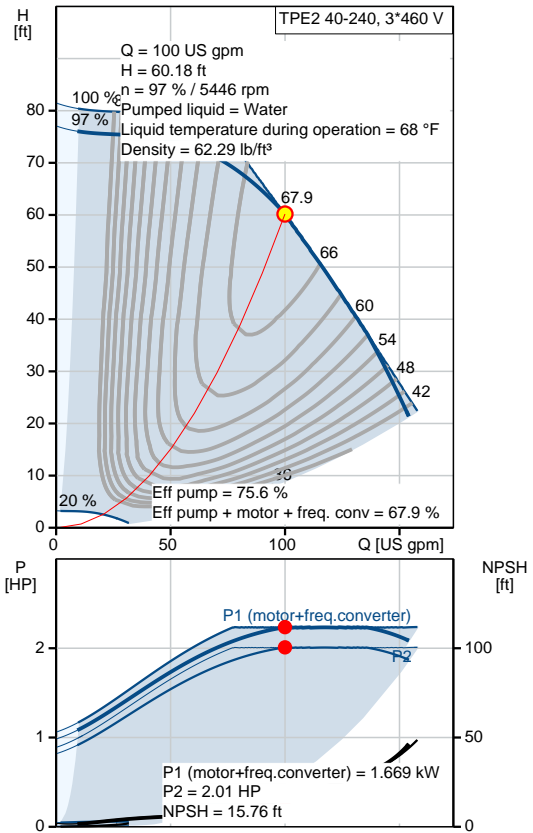 H
[ft]
TPE2 40-240, 3*460 V
Q = 100 US gpm
H = 60.18 ft
n = 97 % / 5446 rpm
Pumped liquid = Water
Liquid temperature during operation = 68 °F
Density = 62.29 lb/ft³
100 %
97 %
80
70
67.9
60
66
50
60
40
54
48
30
42
20
36
10
Eff pump = 75.6 %
20 %
Eff pump + motor + freq. conv = 67.9 %
0
0
50
100
Q [US gpm]
P
[HP]
NPSH
[ft]
P1 (motor+freq.converter)
2
P2
100
1
50
P1 (motor+freq.converter) = 1.669 kW
P2 = 2.01 HP
NPSH = 15.76 ft
0
0